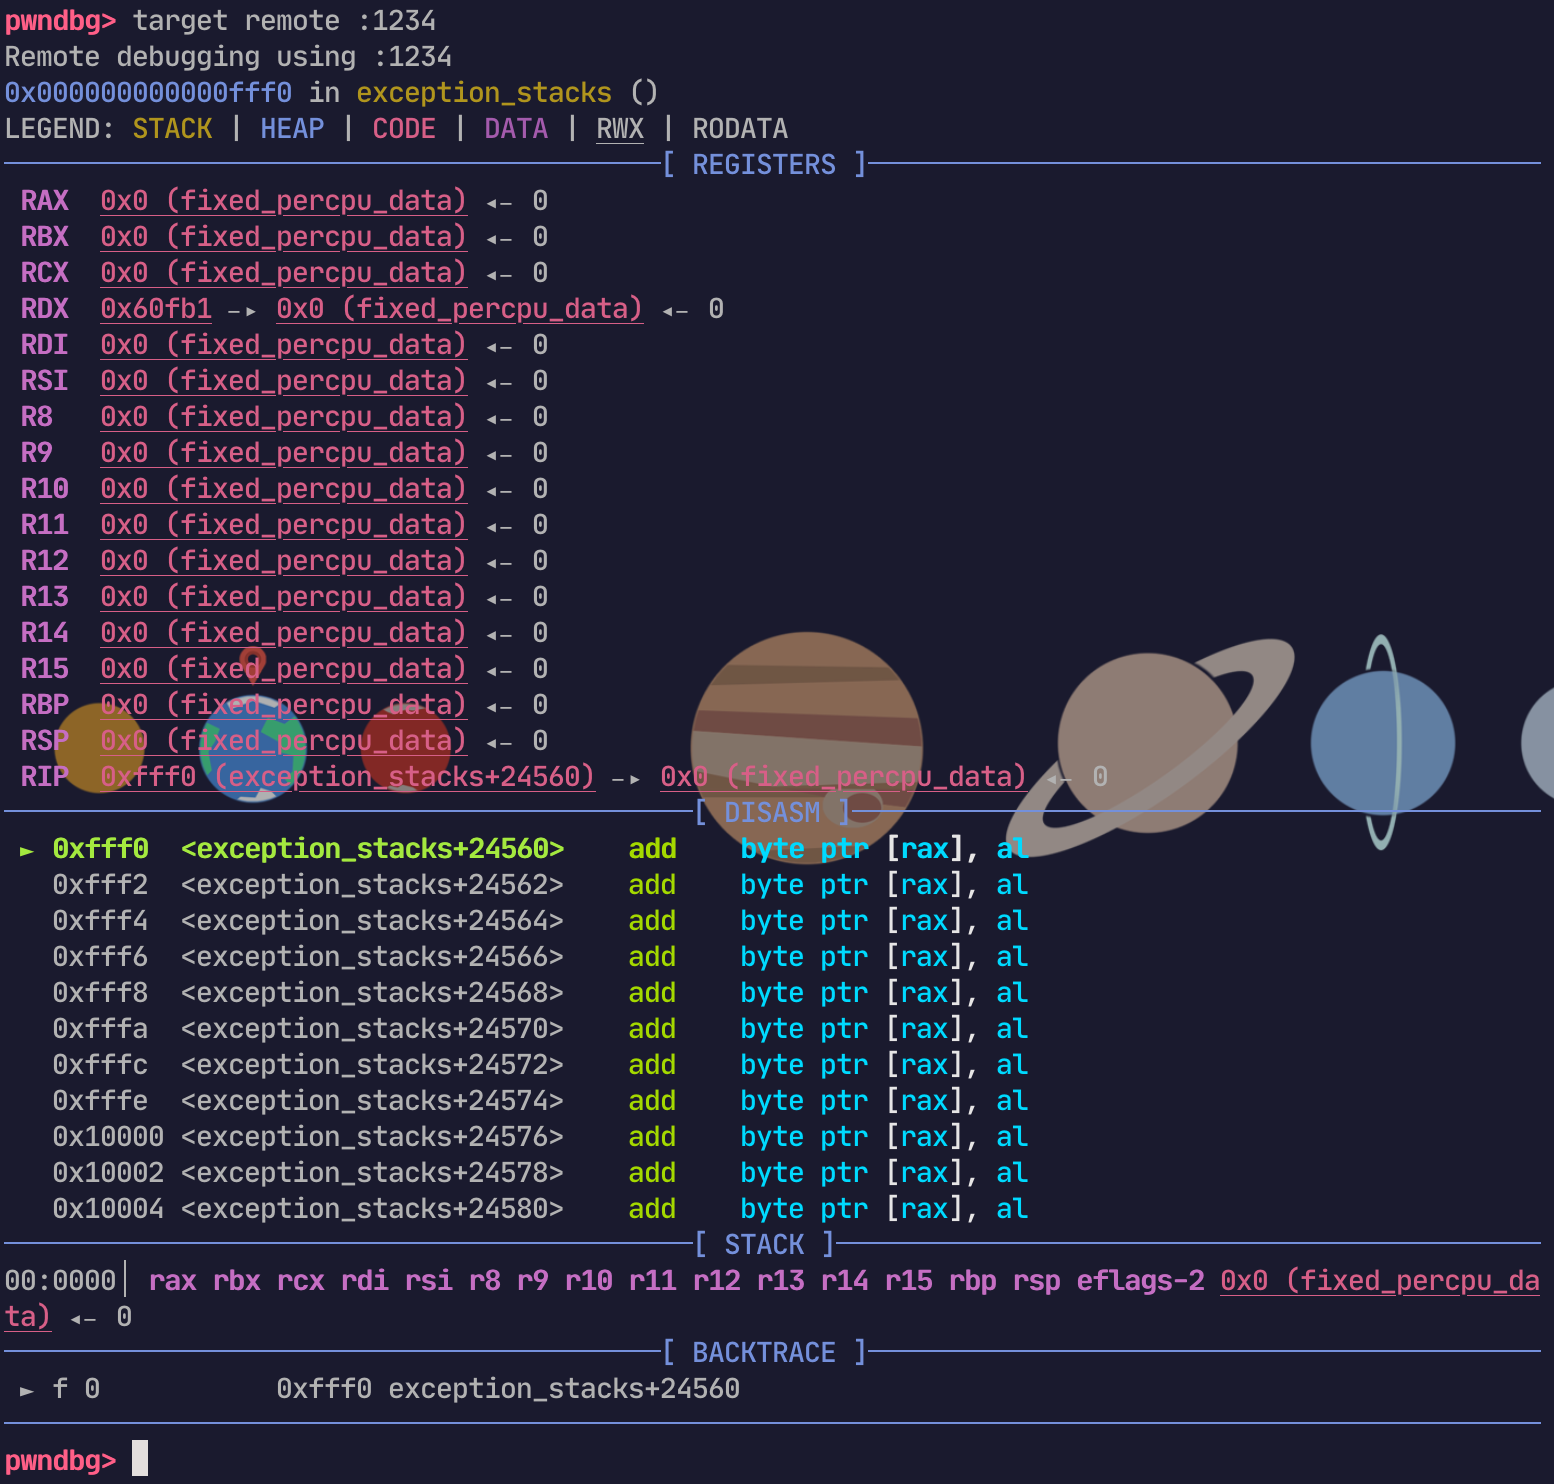 pwndbg> target remote :1234
Remote debugging using :1234
0x000000000000fff0 in exception_stacks ()
LEGEND: STACK | HEAP | CODE | DATA | RWX | RODATA
[ REGISTERS ]
RAX  0x0 (fixed_percpu_data) ◂— 0
RBX  0x0 (fixed_percpu_data) ◂— 0
RCX  0x0 (fixed_percpu_data) ◂— 0
RDX  0x60fb1 —▸ 0x0 (fixed_percpu_data) ◂— 0
RDI  0x0 (fixed_percpu_data) ◂— 0
RSI  0x0 (fixed_percpu_data) ◂— 0
R8   0x0 (fixed_percpu_data) ◂— 0
R9   0x0 (fixed_percpu_data) ◂— 0
R10  0x0 (fixed_percpu_data) ◂— 0
R11  0x0 (fixed_percpu_data) ◂— 0
R12  0x0 (fixed_percpu_data) ◂— 0
R13  0x0 (fixed_percpu_data) ◂— 0
R14  0x0 (fixed_percpu_data) ◂— 0
R15  0x0 (fixed_percpu_data) ◂— 0
RBP  0x0 (fixed_percpu_data) ◂— 0
RSP  0x0 (fixed_percpu_data) ◂— 0
RIP  0xfff0 (exception_stacks+24560) —▸ 0x0 (fixed_percpu_data) ◂— 0
[ DISASM ]
► 0xfff0  <exception_stacks+24560>    add    byte ptr [rax], al
0xfff2  <exception_stacks+24562>    add    byte ptr [rax], al
0xfff4  <exception_stacks+24564>    add    byte ptr [rax], al
0xfff6  <exception_stacks+24566>    add    byte ptr [rax], al
0xfff8  <exception_stacks+24568>    add    byte ptr [rax], al
0xfffa  <exception_stacks+24570>    add    byte ptr [rax], al
0xfffc  <exception_stacks+24572>    add    byte ptr [rax], al
0xfffe  <exception_stacks+24574>    add    byte ptr [rax], al
0x10000 <exception_stacks+24576>    add    byte ptr [rax], al
0x10002 <exception_stacks+24578>    add    byte ptr [rax], al
0x10004 <exception_stacks+24580>    add    byte ptr [rax], al
[ STACK ]
00:0000│ rax rbx rcx rdi rsi r8 r9 r10 r11 r12 r13 r14 r15 rbp rsp eflags-2 0x0 (fixed_percpu_da
ta) ◂— 0
[ BACKTRACE ]
► f 0           0xfff0 exception_stacks+24560
pwndbg>